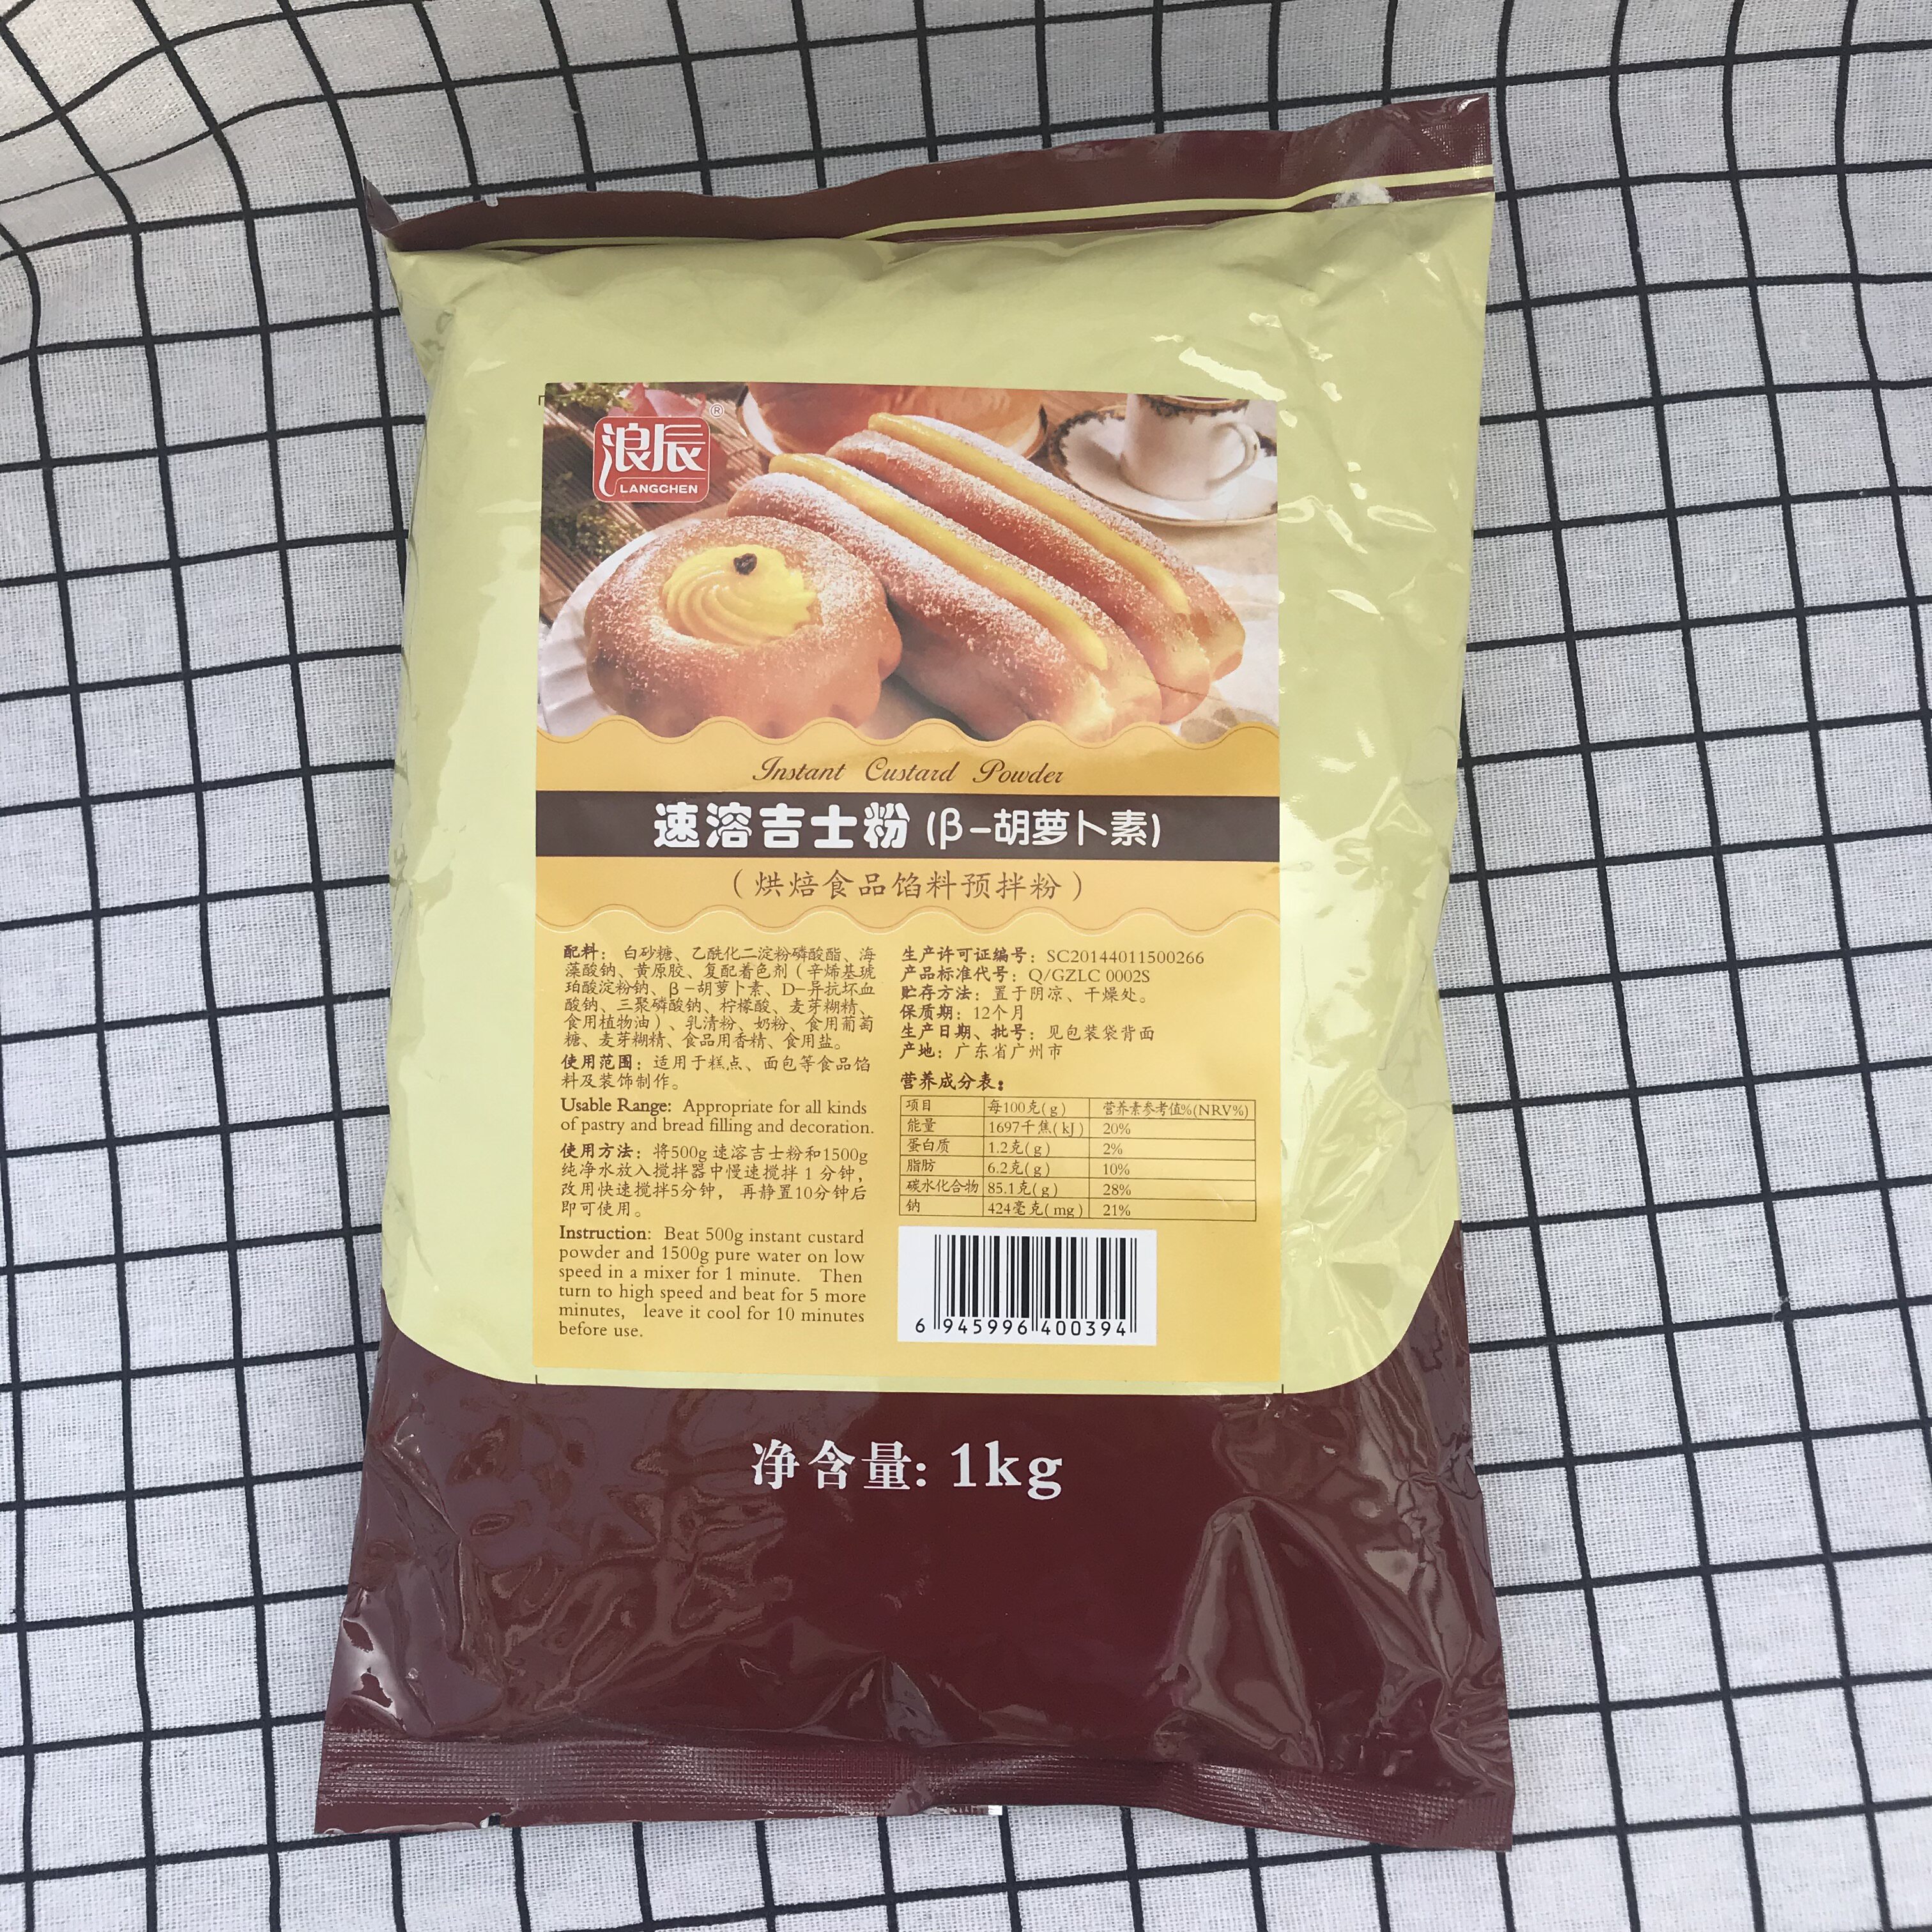 浪辰®
LANGCHEN
Instant Custard Powder
速溶吉士粉(β-胡萝卜素)
(烘焙食品馅料预拌粉)
配料:白砂糖、乙酰化二淀粉磷酸酯、海
藻酸钠、黄原胶、复配着色剂(辛烯基琥
珀酸淀粉钠、β-胡萝卜素、D-异抗坏血
酸钠、三聚磷酸钠、柠檬酸、麦芽糊精、
食用植物油)、乳清粉、奶粉、食用葡萄
糖、麦芽糊精、食品用香精、食用盐。
使用范围:适用于糕点、面包等食品馅
料及装饰制作。
Usable Range: Appropriate for all kinds
of pastry and bread filling and decoration.
使用方法:将500g 速溶吉士粉和1500g
纯净水放入搅拌器中慢速搅拌 1 分钟,
改用快速搅拌5分钟, 再静置10分钟后
即可使用。
Instruction: Beat 500g instant custard
powder and 1500g pure water on low
speed in a mixer for 1 minute. Then
turn to high speed and beat for 5 more
minutes, leave it cool for 10 minutes
before use.
生产许可证编号:SC20144011500266
产品标准代号:Q/GZLC 0002S
贮存方法:置于阴凉、干燥处。
保质期:12个月
生产日期、批号:见包装袋背面
产地:广东省广州市
营养成分表:
项目 每100克(g) 营养素参考值%(NRV%)
能量 1697千焦(kJ) 20%
蛋白质 1.2克(g) 2%
脂肪 6.2克(g) 10%
碳水化合物 85.1克(g) 28%
钠 424毫克(mg) 21%
6 945996 400394
净含量: 1kg